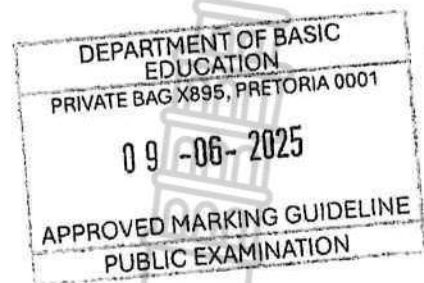 DEPARTMENT OF BASIC
EDUCATION
PRIVATE BAG X895, PRETORIA 0001
09 -06- 2025
APPROVED MARKING GUIDELINE
PUBLIC EXAMINATION